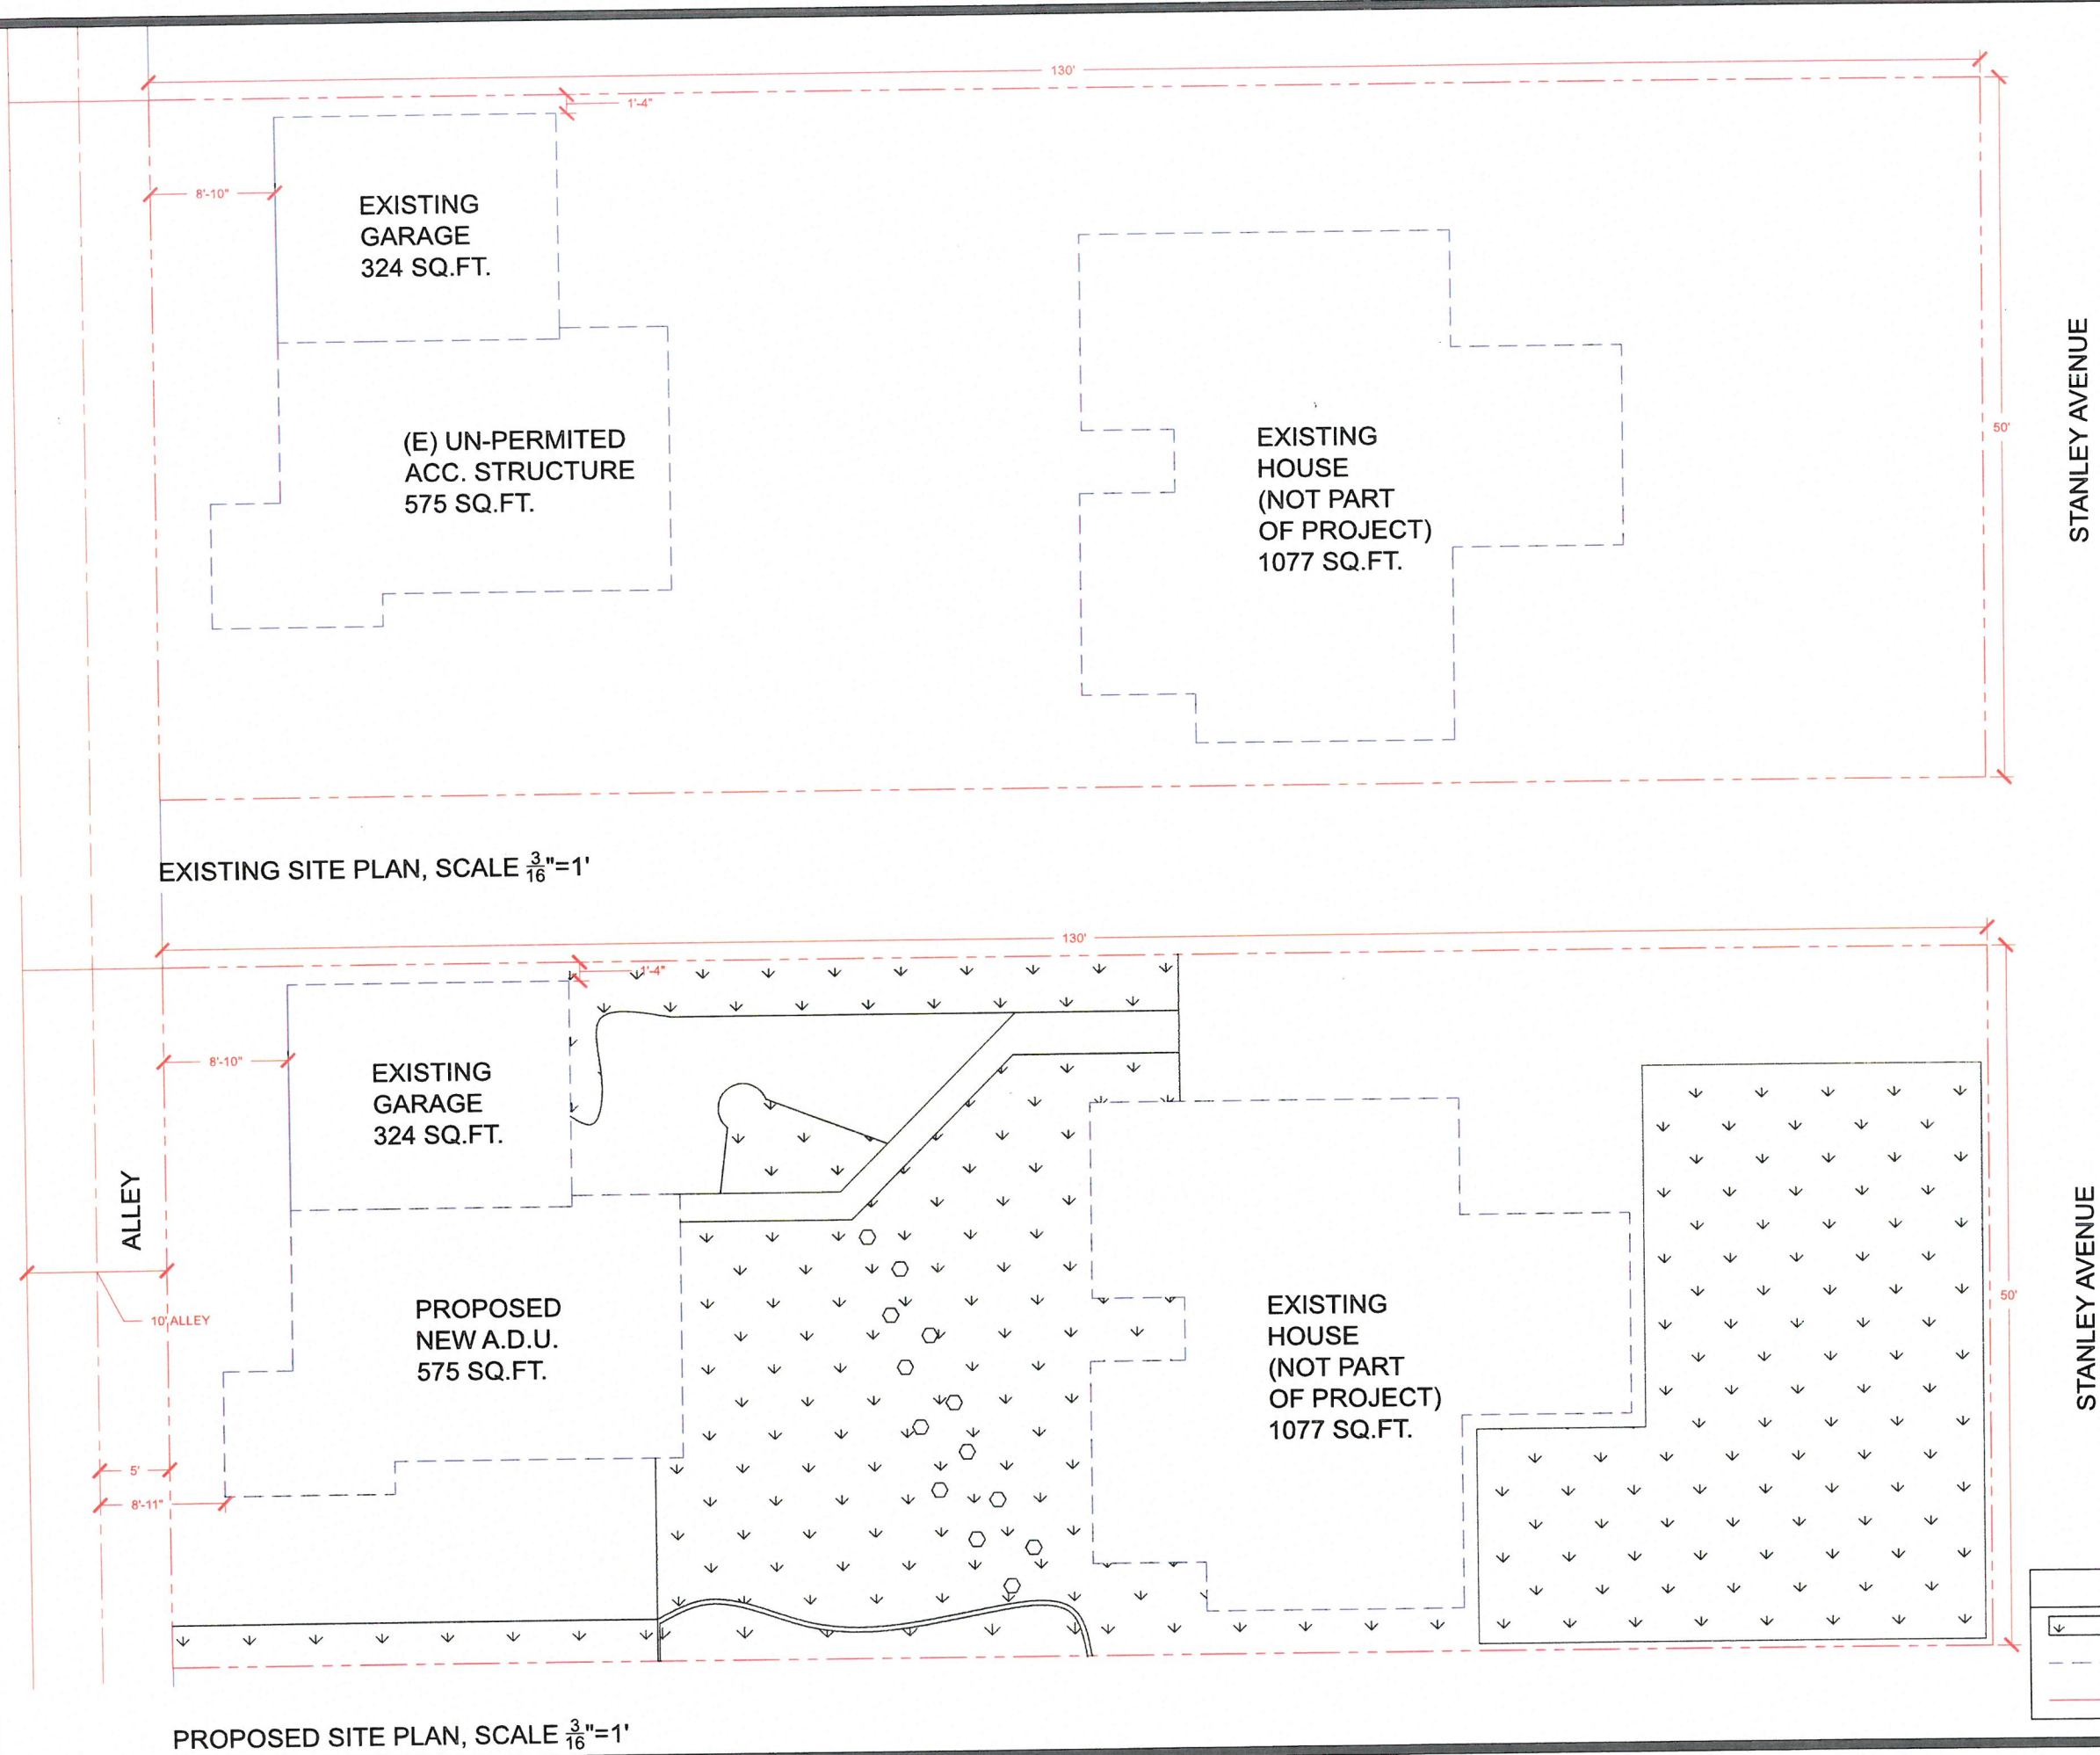 130'
1'-4"
8'-10"
EXISTING
GARAGE
324 SQ.FT.
(E) UN-PERMITED
ACC. STRUCTURE
575 SQ.FT.
EXISTING
HOUSE
(NOT PART
OF PROJECT)
1077 SQ.FT.
50'
STANLEY AVENUE
EXISTING SITE PLAN, SCALE 3/16"=1'
130'
1'-4"
8'-10"
EXISTING
GARAGE
324 SQ.FT.
ALLEY
10' ALLEY
PROPOSED
NEW A.D.U.
575 SQ.FT.
5'
8'-11"
EXISTING
HOUSE
(NOT PART
OF PROJECT)
1077 SQ.FT.
50'
STANLEY AVENUE
PROPOSED SITE PLAN, SCALE 3/16"=1'